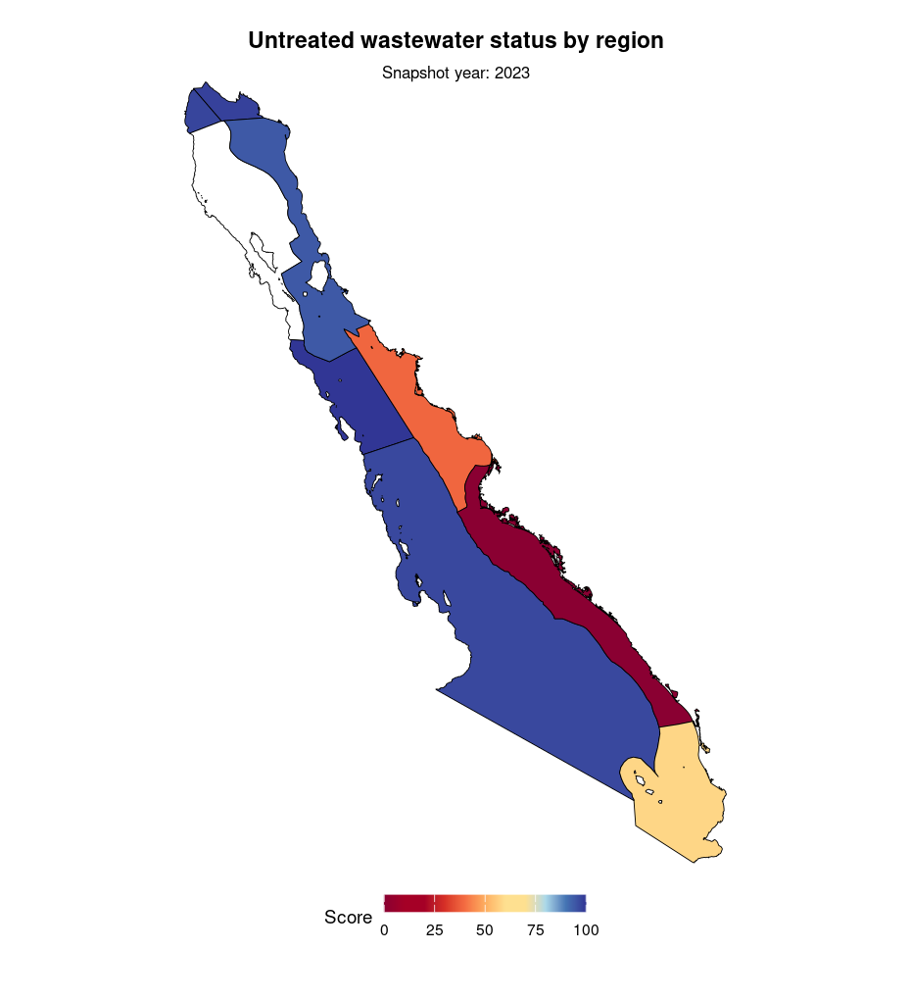 Untreated wastewater status by region
Snapshot year: 2023
Score
0 25 50 75 100